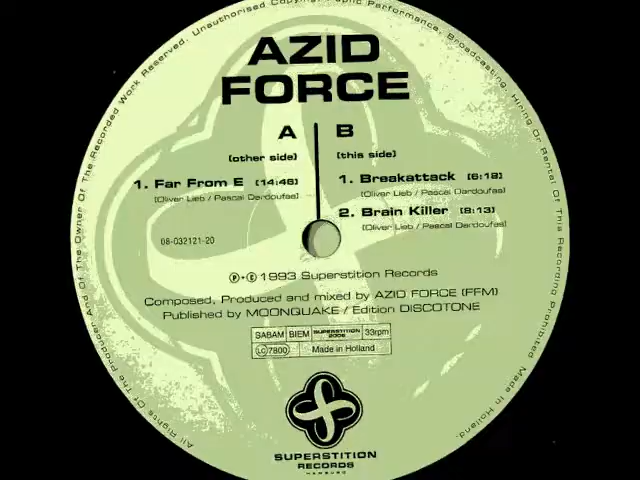 All Rights Of The Producer And Of The Owner Of The Recorded Work Reserved. Unauthorised Copying, Public Performance, Broadcasting, Hiring Or Rental Of This Recording Prohibited. Made in Holland.
AZID
FORCE
A B
(other side) (this side)
1. Far From E (14:46)
(Oliver Lieb / Pascal Dardoufas)
1. Breakattack (6:12)
(Oliver Lieb / Pascal Dardoufas)
2. Brain Killer (8:13)
(Oliver Lieb / Pascal Dardoufas)
08-032121-20
℗+© 1993 Superstition Records
Composed, Produced and mixed by AZID FORCE (FFM)
Published by MOONQUAKE / Edition DISCOTONE
SABAM BIEM SUPERSTITION 33rpm
LC 7800 Made in Holland
SUPERSTITION
RECORDS
HAMBURG